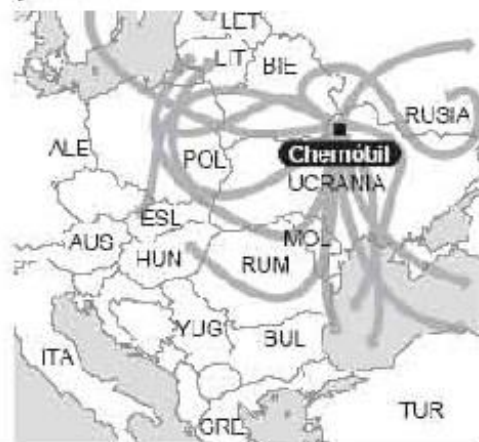 LET
LIT
BIE
RUSIA
ALE
POL
Chernóbil
UCRANIA
ESL
AUS
HUN
MOL
RUM
YUG
BUL
ITA
GRE
TUR